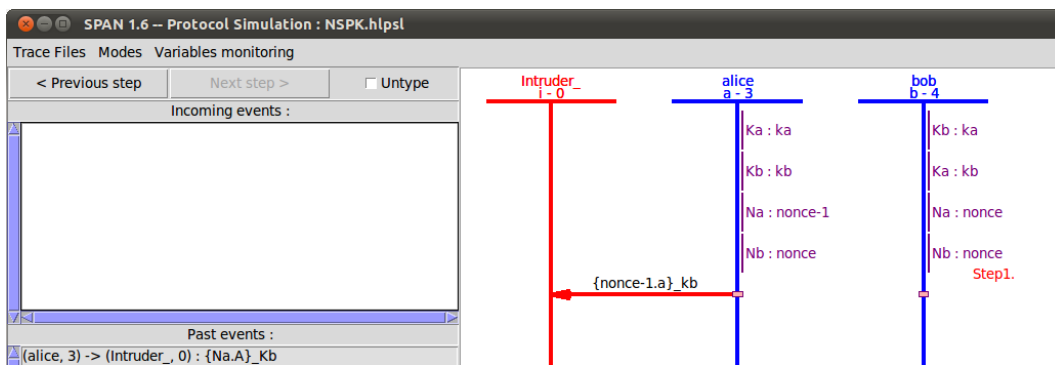 SPAN 1.6 -- Protocol Simulation : NSPK.hlpsl
Trace Files Modes Variables monitoring
< Previous step Next step > Untype
Incoming events :
Past events :
(alice, 3) -> (Intruder_, 0) : {Na.A}_Kb
Intruder_
i - 0
alice
a - 3
bob
b - 4
Ka : ka
Kb : kb
Na : nonce-1
Nb : nonce
Kb : ka
Ka : kb
Na : nonce
Nb : nonce
Step1.
{nonce-1.a}_kb